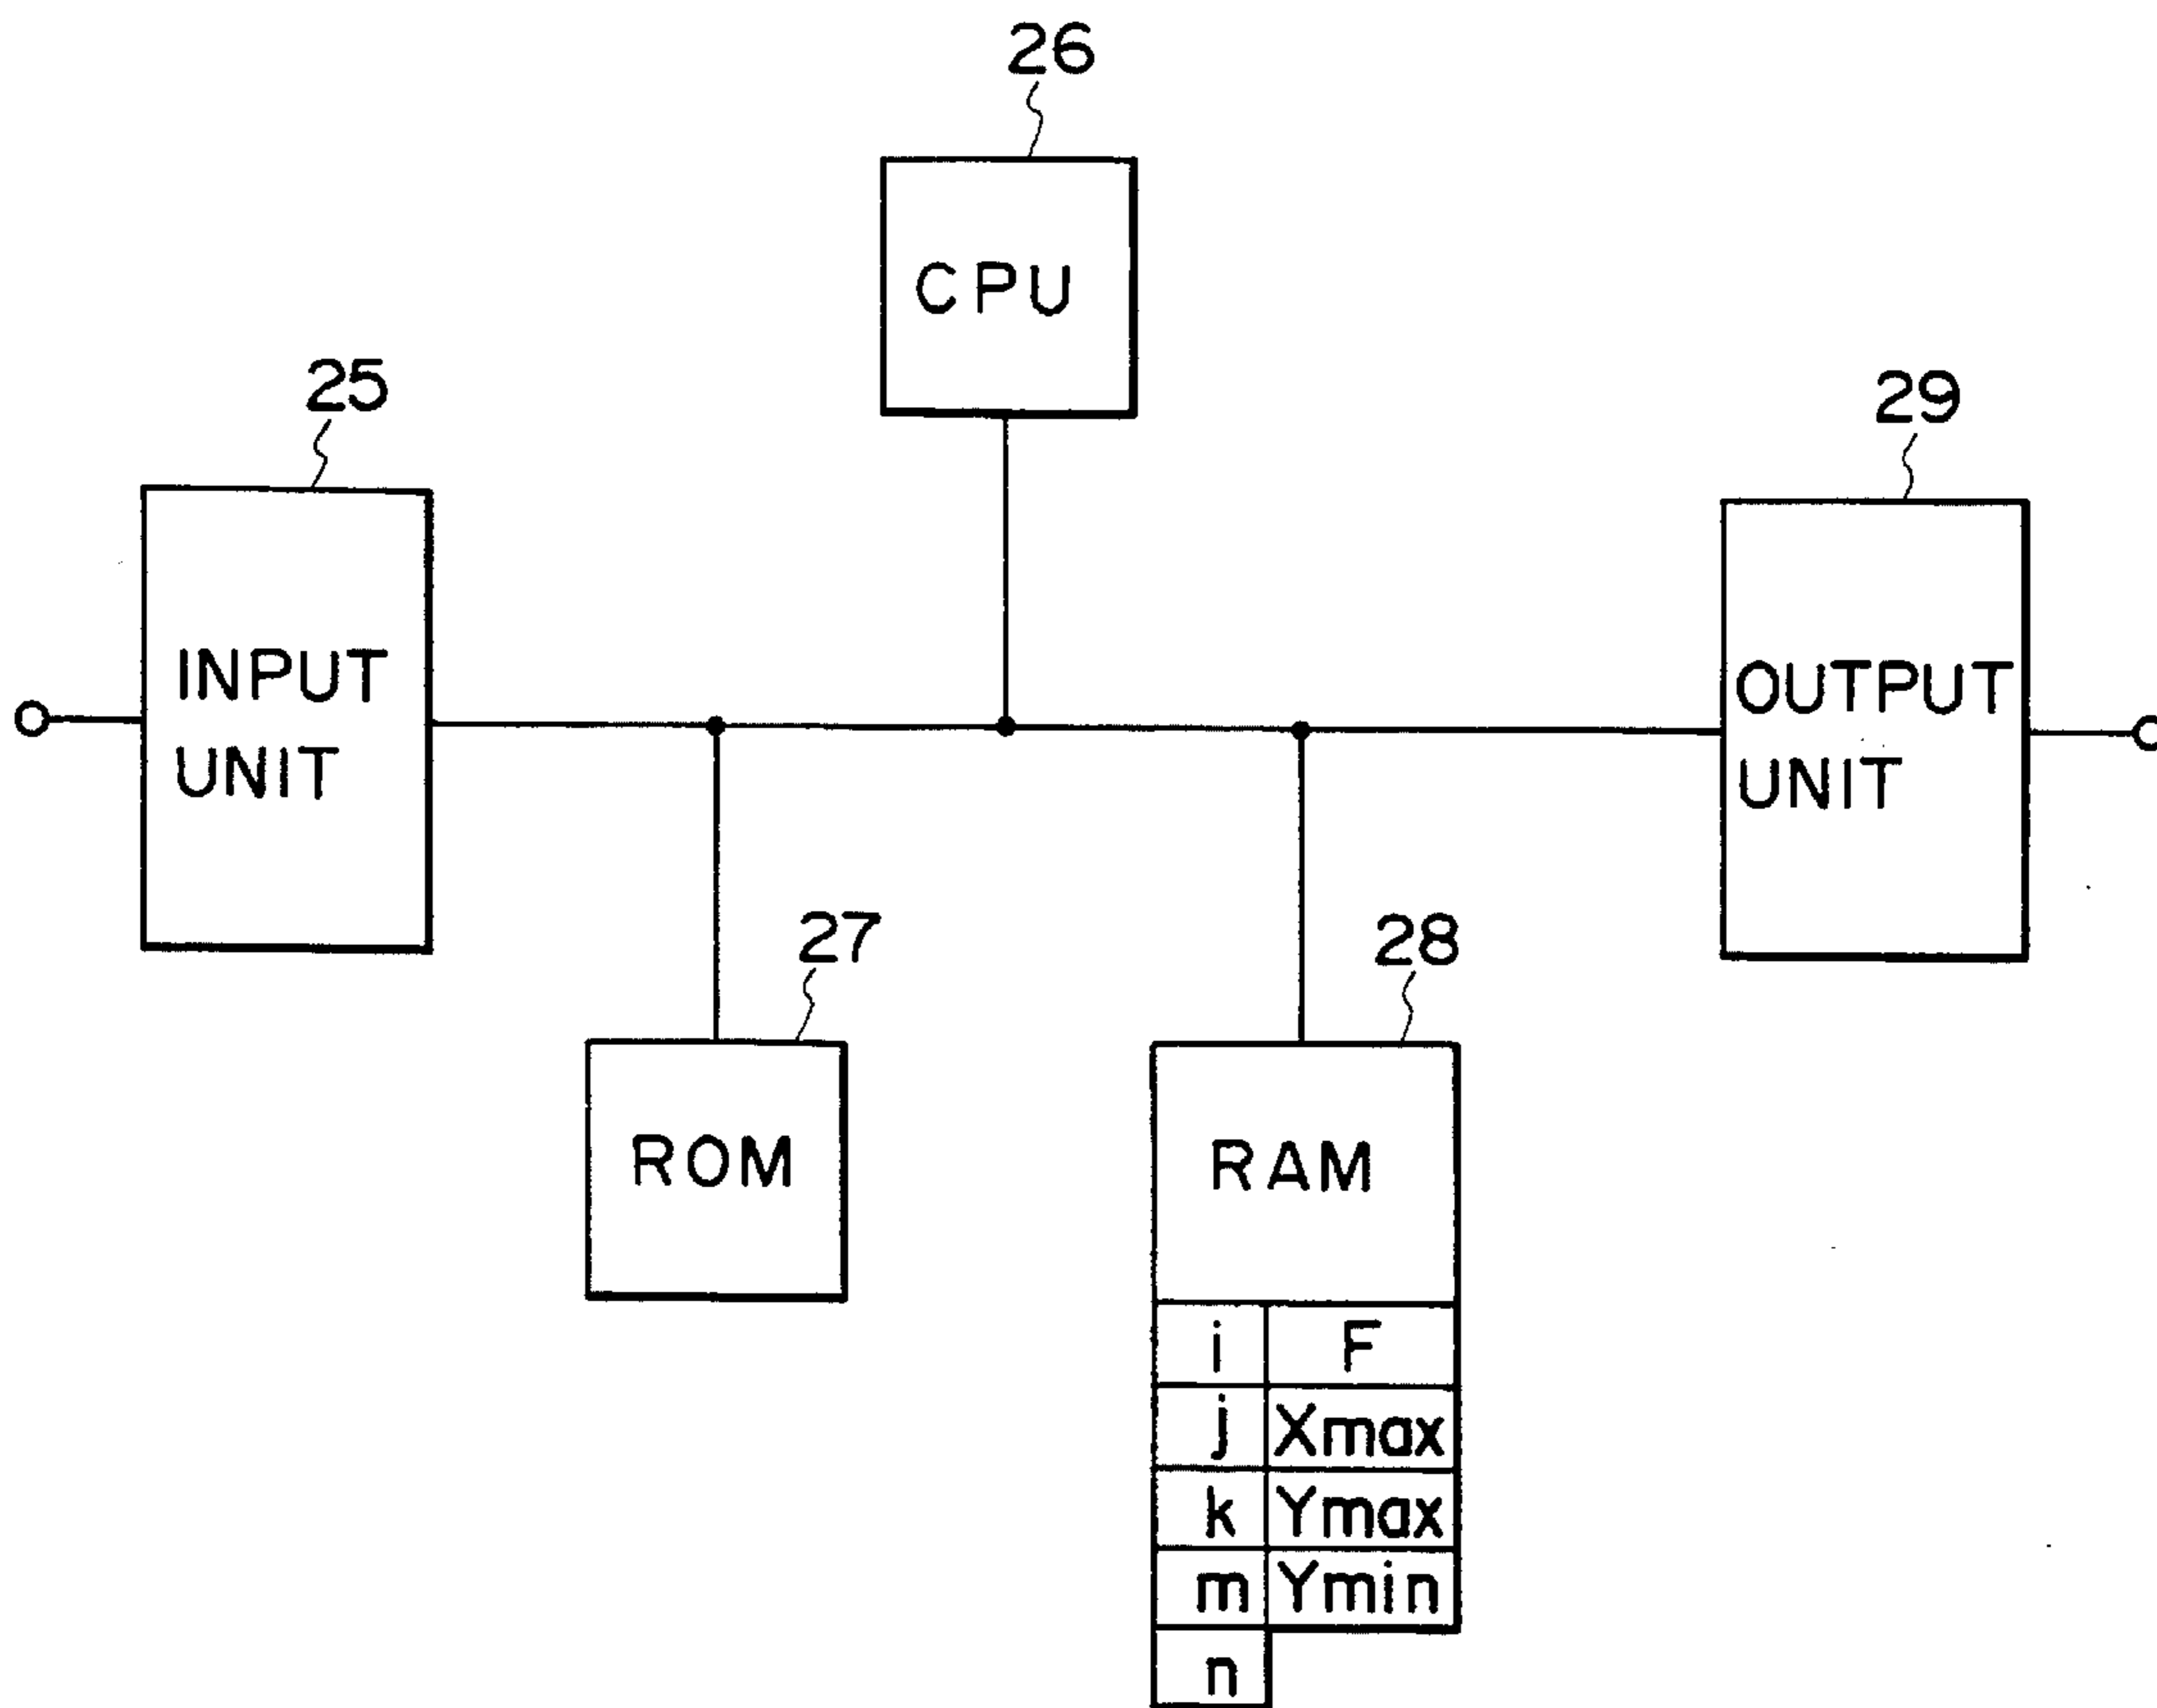 26
CPU
25
29
INPUT
UNIT
OUTPUT
UNIT
27
28
ROM
RAM
i F
j Xmax
k Ymax
m Ymin
n